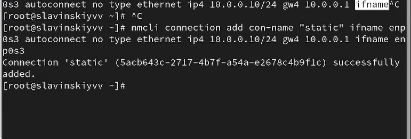 0s3 autoconnect no type ethernet ip4 10.0.0.10/24 gw4 10.0.0.1 ifname^C
[root@slavinskiyvv ~]# ^C
[root@slavinskiyvv ~]# nmcli connection add con-name "static" ifname enp
0s3 autoconnect no type ethernet ip4 10.0.0.10/24 gw4 10.0.0.1 ifname en
p0s3
Connection 'static' (5acb643c-2717-4b7f-a54a-e2678c4b9f1c) successfully
added.
[root@slavinskiyvv ~]#